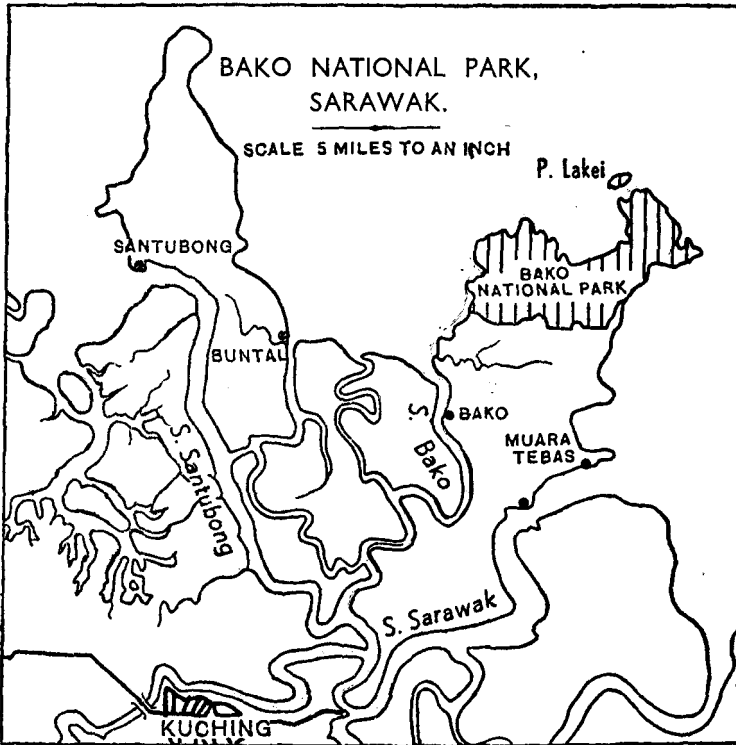 BAKO NATIONAL PARK,
SARAWAK.
SCALE 5 MILES TO AN INCH
P. Lakei
SANTUBONG
BAKO
NATIONAL PARK
BUNTAL
S. Bako
BAKO
MUARA
TEBAS
S. Santubong
S. Sarawak
KUCHING